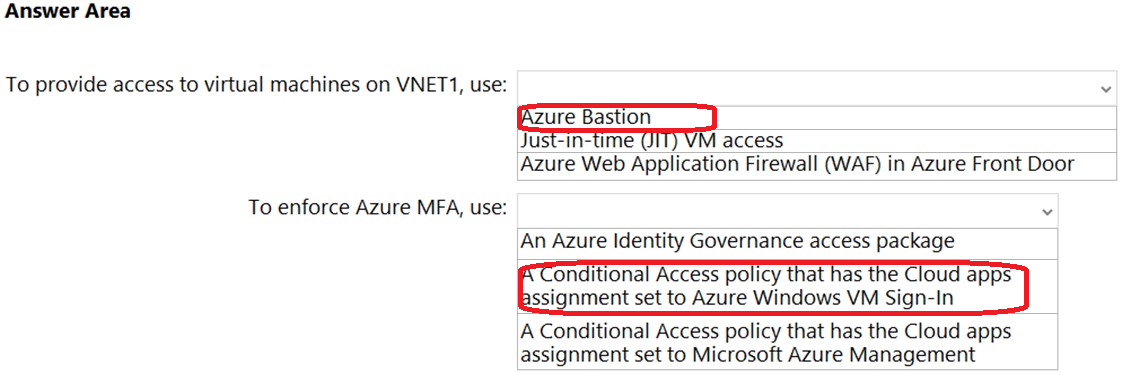 Answer Area
To provide access to virtual machines on VNET1, use:
Azure Bastion
Just-in-time (JIT) VM access
Azure Web Application Firewall (WAF) in Azure Front Door
To enforce Azure MFA, use:
An Azure Identity Governance access package
A Conditional Access policy that has the Cloud apps
assignment set to Azure Windows VM Sign-In
A Conditional Access policy that has the Cloud apps
assignment set to Microsoft Azure Management